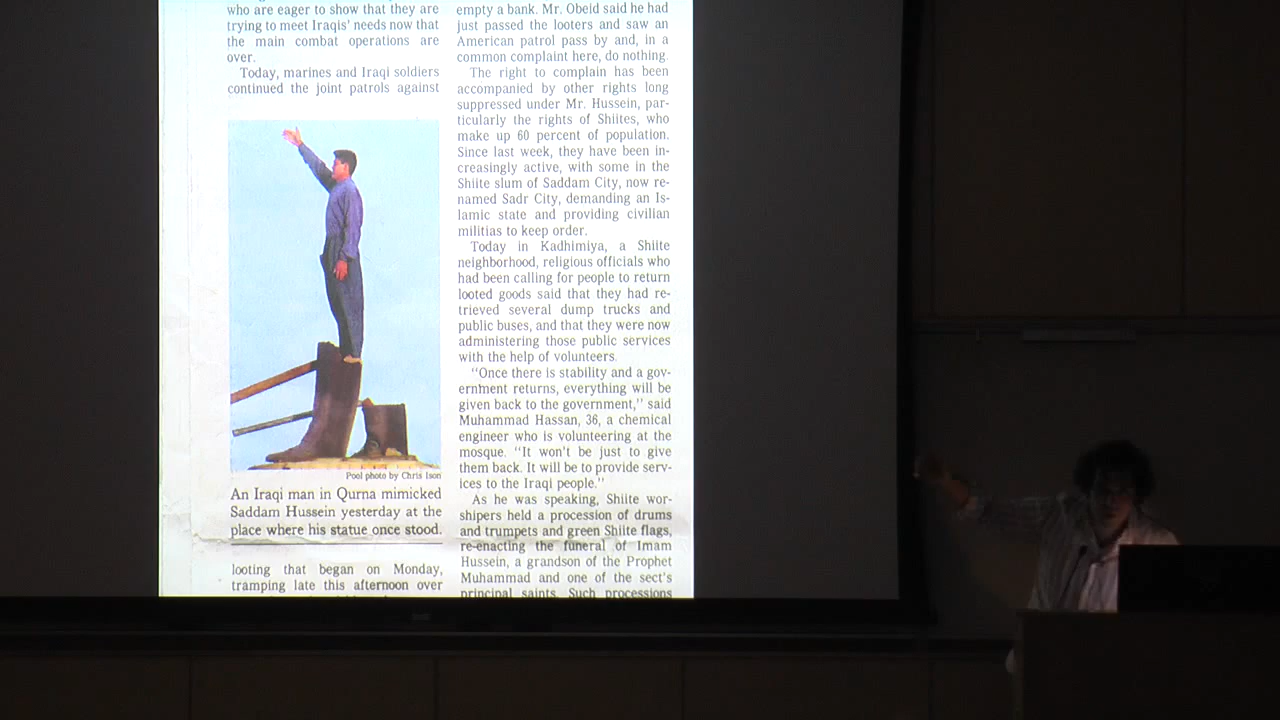 who are eager to show that they are
trying to meet Iraqis' needs now that
the main combat operations are
over.
Today, marines and Iraqi soldiers
continued the joint patrols against
Pool photo by Chris Ison
An Iraqi man in Qurna mimicked
Saddam Hussein yesterday at the
place where his statue once stood.
looting that began on Monday,
tramping late this afternoon over
empty a bank. Mr. Obeid said he had
just passed the looters and saw an
American patrol pass by and, in a
common complaint here, do nothing.
The right to complain has been
accompanied by other rights long
suppressed under Mr. Hussein, par-
ticularly the rights of Shiites, who
make up 60 percent of population.
Since last week, they have been in-
creasingly active, with some in the
Shiite slum of Saddam City, now re-
named Sadr City, demanding an Is-
lamic state and providing civilian
militias to keep order.
Today in Kadhimiya, a Shiite
neighborhood, religious officials who
had been calling for people to return
looted goods said that they had re-
trieved several dump trucks and
public buses, and that they were now
administering those public services
with the help of volunteers.
"Once there is stability and a gov-
ernment returns, everything will be
given back to the government," said
Muhammad Hassan, 36, a chemical
engineer who is volunteering at the
mosque. "It won't be just to give
them back. It will be to provide serv-
ices to the Iraqi people."
As he was speaking, Shiite wor-
shipers held a procession of drums
and trumpets and green Shiite flags,
re-enacting the funeral of Imam
Hussein, a grandson of the Prophet
Muhammad and one of the sect's
principal saints. Such processions